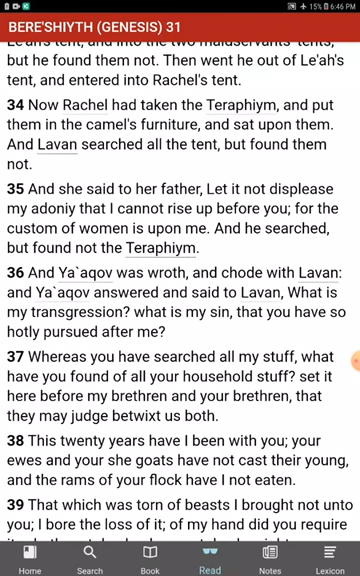 15% 6:46 PM
BERE'SHIYTH (GENESIS) 31
Le'ah's tent, and into the two maidservants' tents;
but he found them not. Then went he out of Le'ah's
tent, and entered into Rachel's tent.
34 Now Rachel had taken the Teraphiym, and put
them in the camel's furniture, and sat upon them.
And Lavan searched all the tent, but found them
not.
35 And she said to her father, Let it not displease
my adoniy that I cannot rise up before you; for the
custom of women is upon me. And he searched,
but found not the Teraphiym.
36 And Ya`aqov was wroth, and chode with Lavan:
and Ya`aqov answered and said to Lavan, What is
my transgression? what is my sin, that you have so
hotly pursued after me?
37 Whereas you have searched all my stuff, what
have you found of all your household stuff? set it
here before my brethren and your brethren, that
they may judge betwixt us both.
38 This twenty years have I been with you; your
ewes and your she goats have not cast their young,
and the rams of your flock have I not eaten.
39 That which was torn of beasts I brought not unto
you; I bore the loss of it; of my hand did you require
Home Search Book Read Notes Lexicon